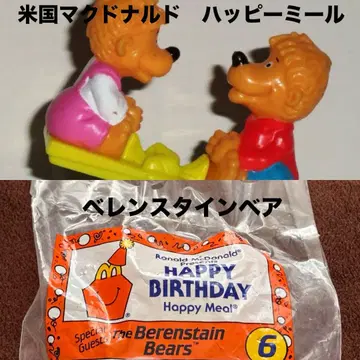 米国マクドナルド　ハッピーミール
ベレンスタインベア
Ronald McDonald®
Presents
HAPPY
BIRTHDAY
Happy Meal®
Special
Guest:
The Berenstain
Bears™
6